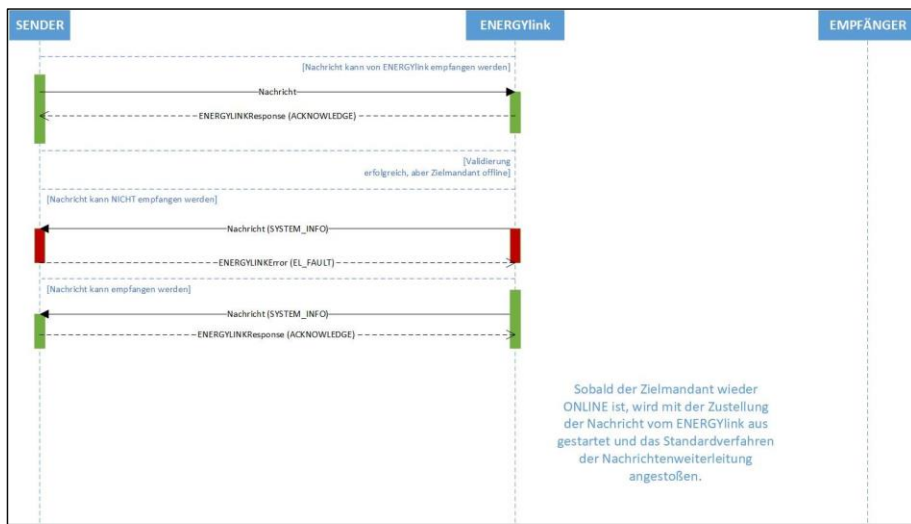 SENDER
ENERGYlink
EMPFÄNGER
[Nachricht kann von ENERGYlink empfangen werden]
Nachricht
ENERGYLINKResponse (ACKNOWLEDGE)
[Validierung
erfolgreich, aber Zielmandant offline]
[Nachricht kann NICHT empfangen werden]
Nachricht (SYSTEM_INFO)
ENERGYLINKError (EL_FAULT)
[Nachricht kann empfangen werden]
Nachricht (SYSTEM_INFO)
ENERGYLINKResponse (ACKNOWLEDGE)
Sobald der Zielmandant wieder
ONLINE ist, wird mit der Zustellung
der Nachricht vom ENERGYlink aus
gestartet und das Standardverfahren
der Nachrichtenweiterleitung
angestoßen.